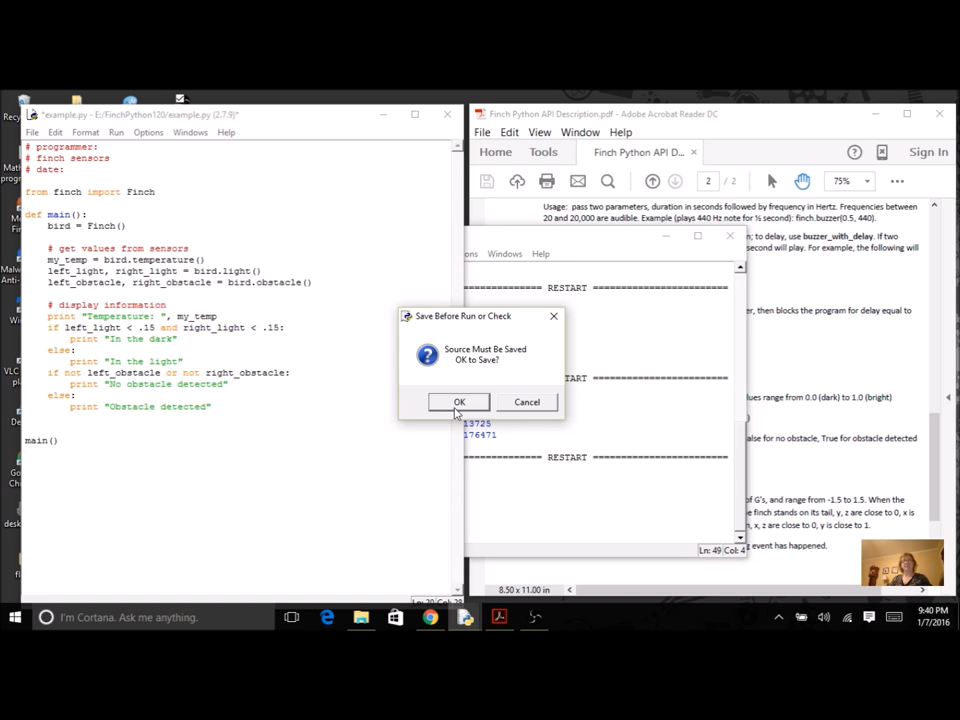 *example.py - E:/FinchPython120/example.py (2.7.9)*
File Edit Format Run Options Windows Help
# programmer:
# finch sensors
# date:
from finch import Finch
def main():
bird = Finch()
# get values from sensors
my_temp = bird.temperature()
left_light, right_light = bird.light()
left_obstacle, right_obstacle = bird.obstacle()
# display information
print "Temperature: ", my_temp
if left_light < .15 and right_light < .15:
print "In the dark"
else:
print "In the light"
if not left_obstacle or not right_obstacle:
print "No obstacle detected"
else:
print "Obstacle detected"
main()
Finch Python API Description.pdf - Adobe Acrobat Reader DC
File Edit View Window Help
Home Tools Finch Python API D... × Sign In
2 / 2 75%
Usage: pass two parameters, duration in seconds followed by frequency in Hertz. Frequencies between
20 and 20,000 are audible. Example (plays 440 Hz note for ½ second): finch.buzzer(0.5, 440).
to delay, use buzzer_with_delay. If two
second will play. For example, the following will
then blocks the program for delay equal to
values range from 0.0 (dark) to 1.0 (bright)
for no obstacle, True for obstacle detected
of G's, and range from -1.5 to 1.5. When the
finch stands on its tail, y, z are close to 0, x is
x, z are close to 0, y is close to 1.
event has happened.
8.50 x 11.00 in
Windows Help
================ RESTART ========================
Save Before Run or Check
Source Must Be Saved
OK to Save?
OK Cancel
START ========================
13725
176471
================ RESTART ========================
Ln: 49 Col: 4
I'm Cortana. Ask me anything.
9:40 PM
1/7/2016